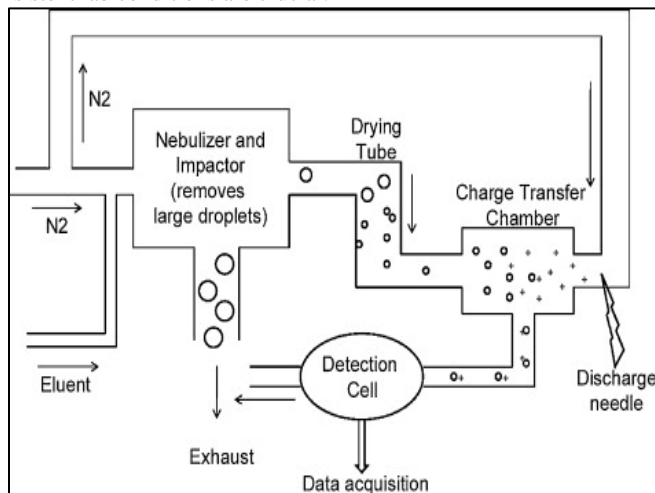 N2
Nebulizer and
Impactor
(removes
large droplets)
Drying
Tube
Charge Transfer
Chamber
N2
Eluent
Detection
Cell
Discharge
needle
Exhaust
Data acquisition